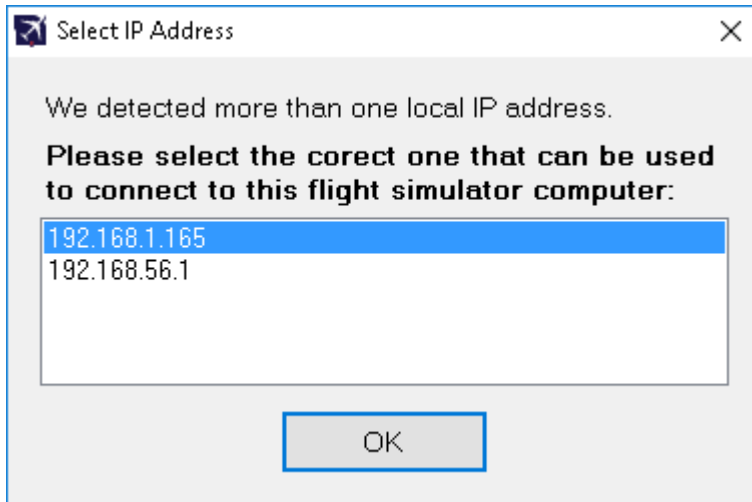 Select IP Address
We detected more than one local IP address.
Please select the corect one that can be used
to connect to this flight simulator computer:
192.168.1.165
192.168.56.1
OK